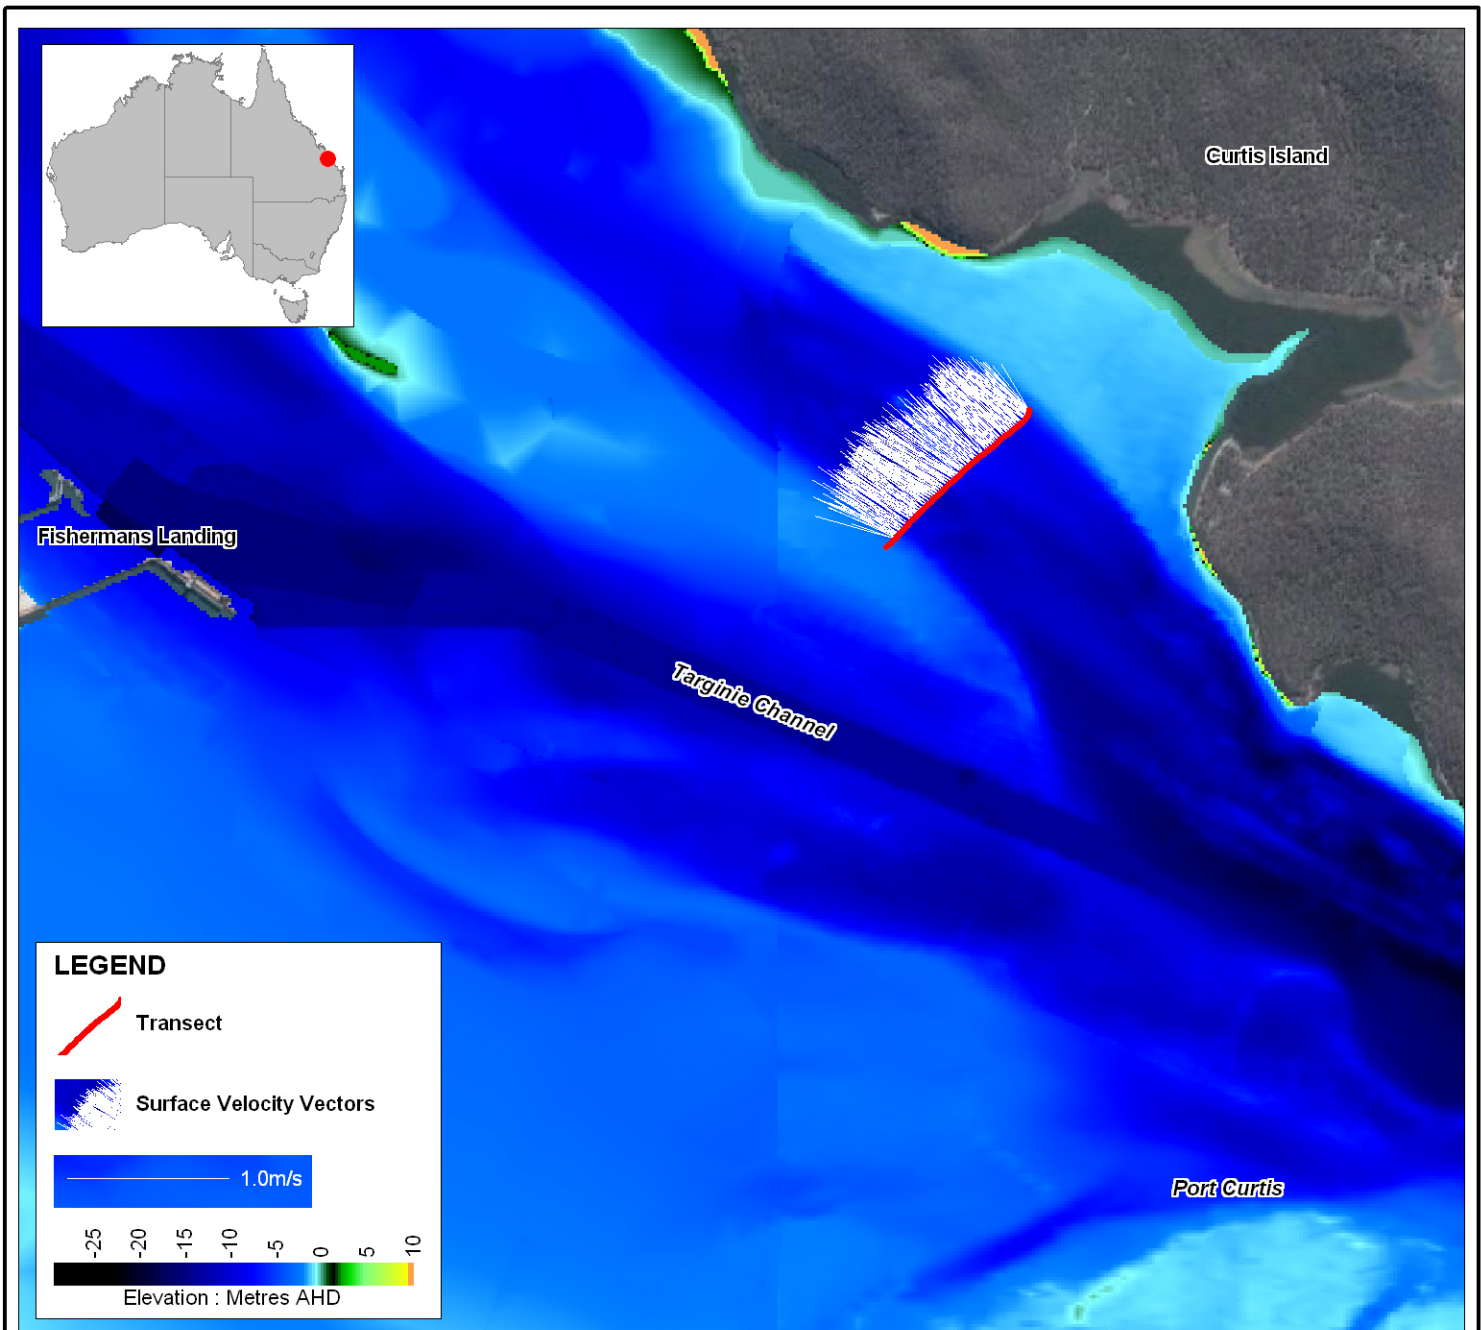 Curtis Island
Fishermans Landing
Targinie Channel
Port Curtis
LEGEND
Transect
Surface Velocity Vectors
1.0m/s
-25 -20 -15 -10 -5 0 5 10
Elevation : Metres AHD